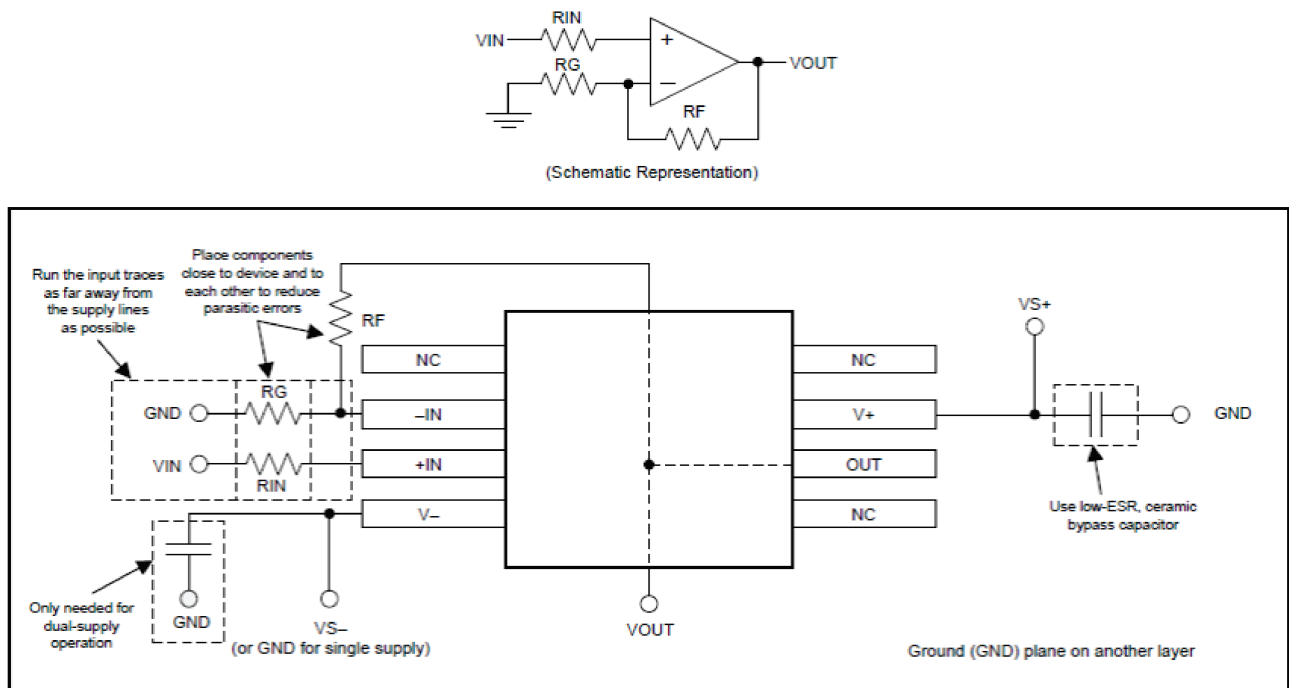 RIN
VIN
+
VOUT
RG
–
RF
(Schematic Representation)
Run the input traces
as far away from
the supply lines
as possible
Place components
close to device and to
each other to reduce
parasitic errors
RF
VS+
NC
NC
RG
GND
–IN
V+
GND
VIN
+IN
OUT
RIN
V–
NC
Use low-ESR, ceramic
bypass capacitor
Only needed for
dual-supply
operation
GND
VS–
(or GND for single supply)
VOUT
Ground (GND) plane on another layer